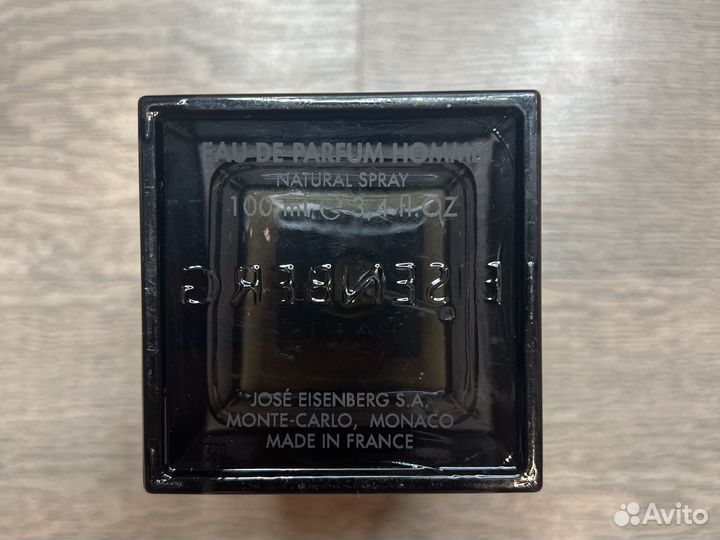 EAU DE PARFUM HOMME
NATURAL SPRAY
100 ml ℮ 3.4 fl.OZ
EISENBERG
JOSÉ EISENBERG S.A.
MONTE-CARLO, MONACO
MADE IN FRANCE
Avito